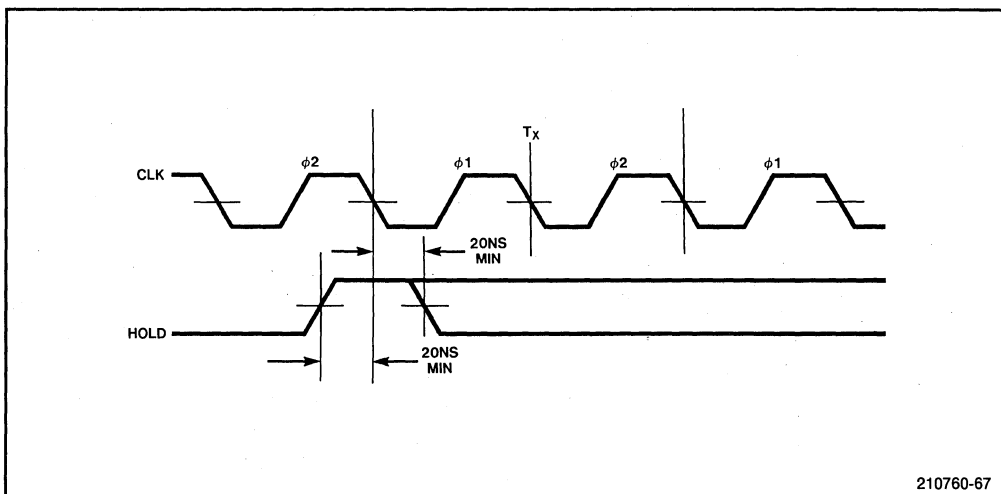 Tx
φ2 φ1 φ2 φ1
CLK
20NS
MIN
HOLD
20NS
MIN
210760-67